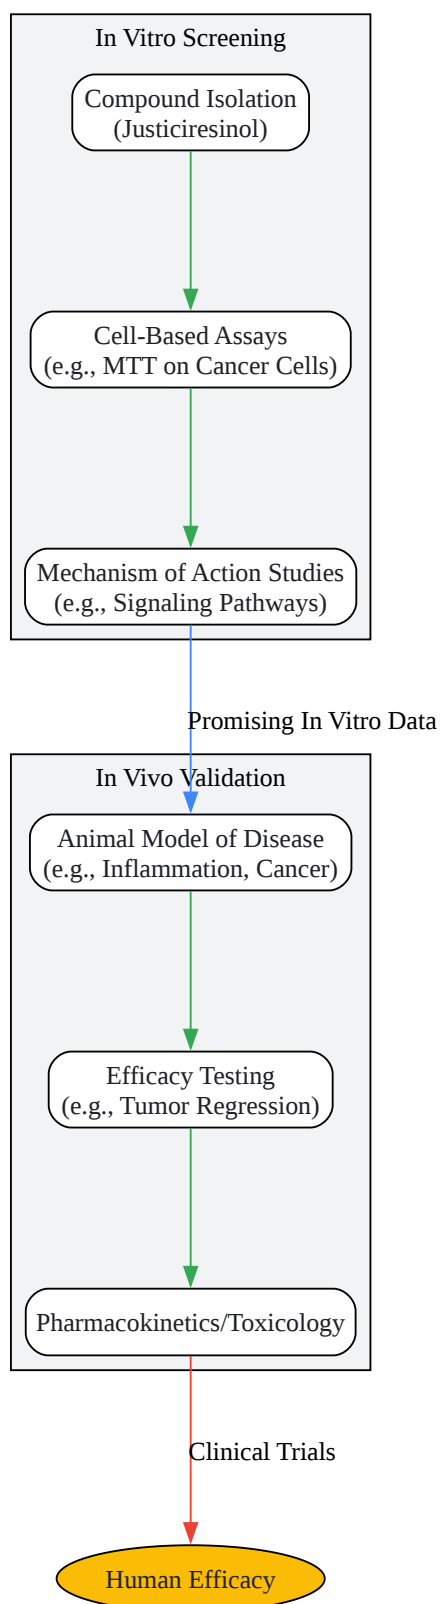 In Vitro Screening
Compound Isolation
(Justiciresinol)
Cell-Based Assays
(e.g., MTT on Cancer Cells)
Mechanism of Action Studies
(e.g., Signaling Pathways)
Promising In Vitro Data
In Vivo Validation
Animal Model of Disease
(e.g., Inflammation, Cancer)
Efficacy Testing
(e.g., Tumor Regression)
Pharmacokinetics/Toxicology
Clinical Trials
Human Efficacy